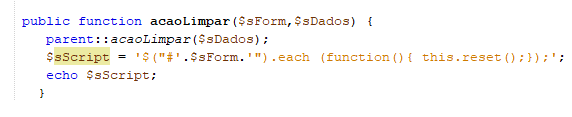 public function acaoLimpar($sForm,$sDados) {
parent::acaoLimpar($sDados);
$sScript = '$("#'.$sForm.'").each (function(){ this.reset();});';
echo $sScript;
}